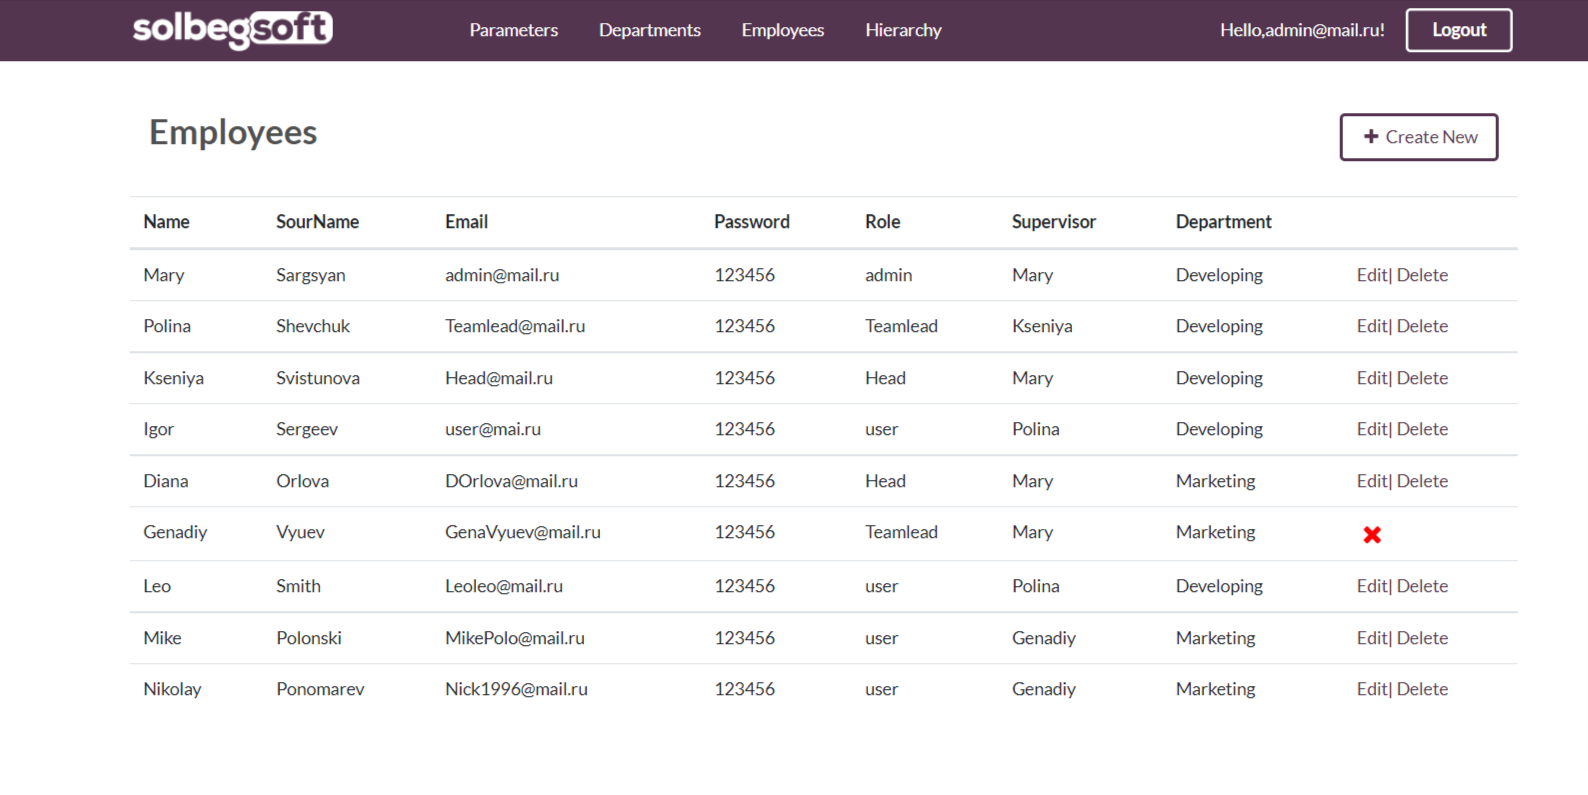 solbegsoft Parameters Departments Employees Hierarchy Hello,admin@mail.ru! Logout
Employees
Create New
Name SourName Email Password Role Supervisor Department
Mary Sargsyan admin@mail.ru 123456 admin Mary Developing Edit| Delete
Polina Shevchuk Teamlead@mail.ru 123456 Teamlead Kseniya Developing Edit| Delete
Kseniya Svistunova Head@mail.ru 123456 Head Mary Developing Edit| Delete
Igor Sergeev user@mai.ru 123456 user Polina Developing Edit| Delete
Diana Orlova DOrlova@mail.ru 123456 Head Mary Marketing Edit| Delete
Genadiy Vyuev GenaVyuev@mail.ru 123456 Teamlead Mary Marketing
Leo Smith Leoleo@mail.ru 123456 user Polina Developing Edit| Delete
Mike Polonski MikePolo@mail.ru 123456 user Genadiy Marketing Edit| Delete
Nikolay Ponomarev Nick1996@mail.ru 123456 user Genadiy Marketing Edit| Delete